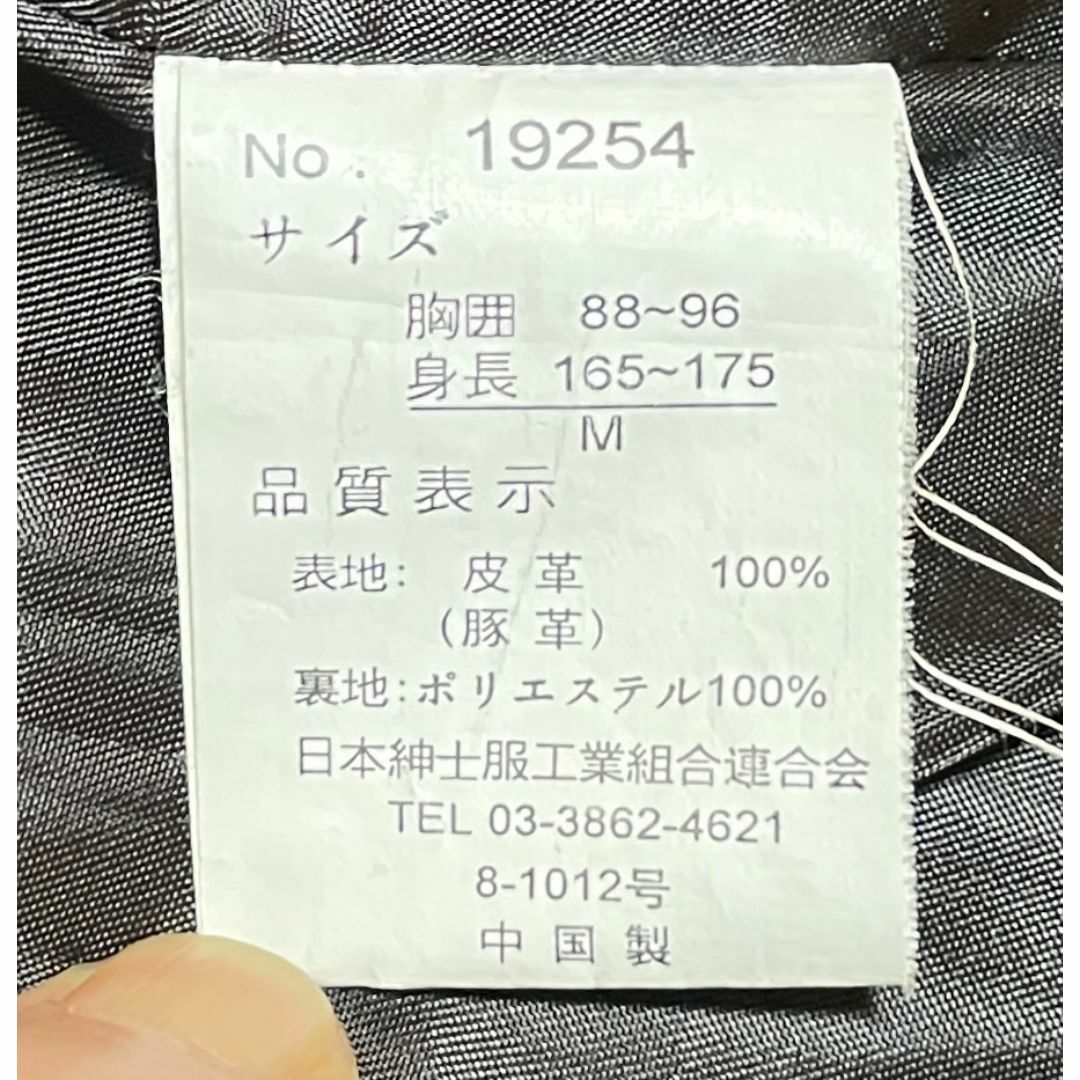 No. 19254
サイズ
胸囲 88~96
身長 165~175
M
品質表示
表地: 皮革 100%
(豚革)
裏地:ポリエステル100%
日本紳士服工業組合連合会
TEL 03-3862-4621
8-1012号
中国製